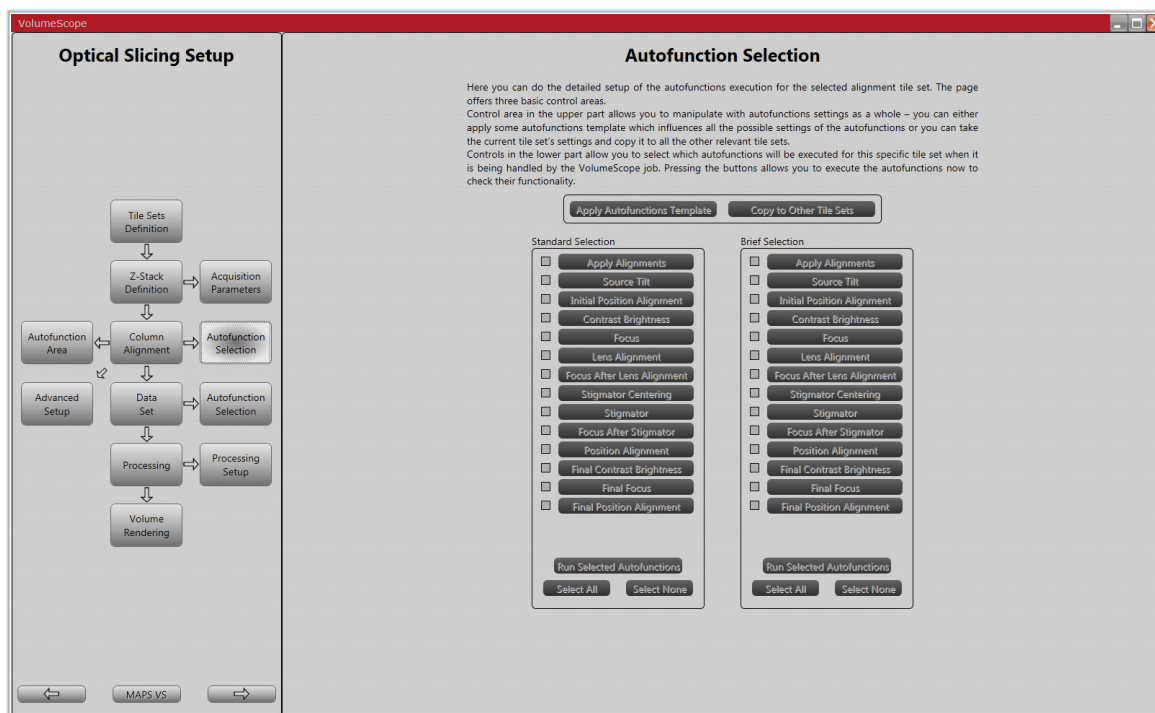 VolumeScope
Optical Slicing Setup
Tile Sets
Definition
Z-Stack
Definition
Acquisition
Parameters
Autofunction
Area
Column
Alignment
Autofunction
Selection
Advanced
Setup
Data
Set
Autofunction
Selection
Processing
Processing
Setup
Volume
Rendering
MAPS VS
Autofunction Selection
Here you can do the detailed setup of the autofunctions execution for the selected alignment tile set. The page
offers three basic control areas.
Control area in the upper part allows you to manipulate with autofunctions settings as a whole – you can either
apply some autofunctions template which influences all the possible settings of the autofunctions or you can take
the current tile set's settings and copy it to all the other relevant tile sets.
Controls in the lower part allow you to select which autofunctions will be executed for this specific tile set when it
is being handled by the VolumeScope job. Pressing the buttons allows you to execute the autofunctions now to
check their functionality.
Apply Autofunctions Template
Copy to Other Tile Sets
Standard Selection
Apply Alignments
Source Tilt
Initial Position Alignment
Contrast Brightness
Focus
Lens Alignment
Focus After Lens Alignment
Stigmator Centering
Stigmator
Focus After Stigmator
Position Alignment
Final Contrast Brightness
Final Focus
Final Position Alignment
Run Selected Autofunctions
Select All
Select None
Brief Selection
Apply Alignments
Source Tilt
Initial Position Alignment
Contrast Brightness
Focus
Lens Alignment
Focus After Lens Alignment
Stigmator Centering
Stigmator
Focus After Stigmator
Position Alignment
Final Contrast Brightness
Final Focus
Final Position Alignment
Run Selected Autofunctions
Select All
Select None